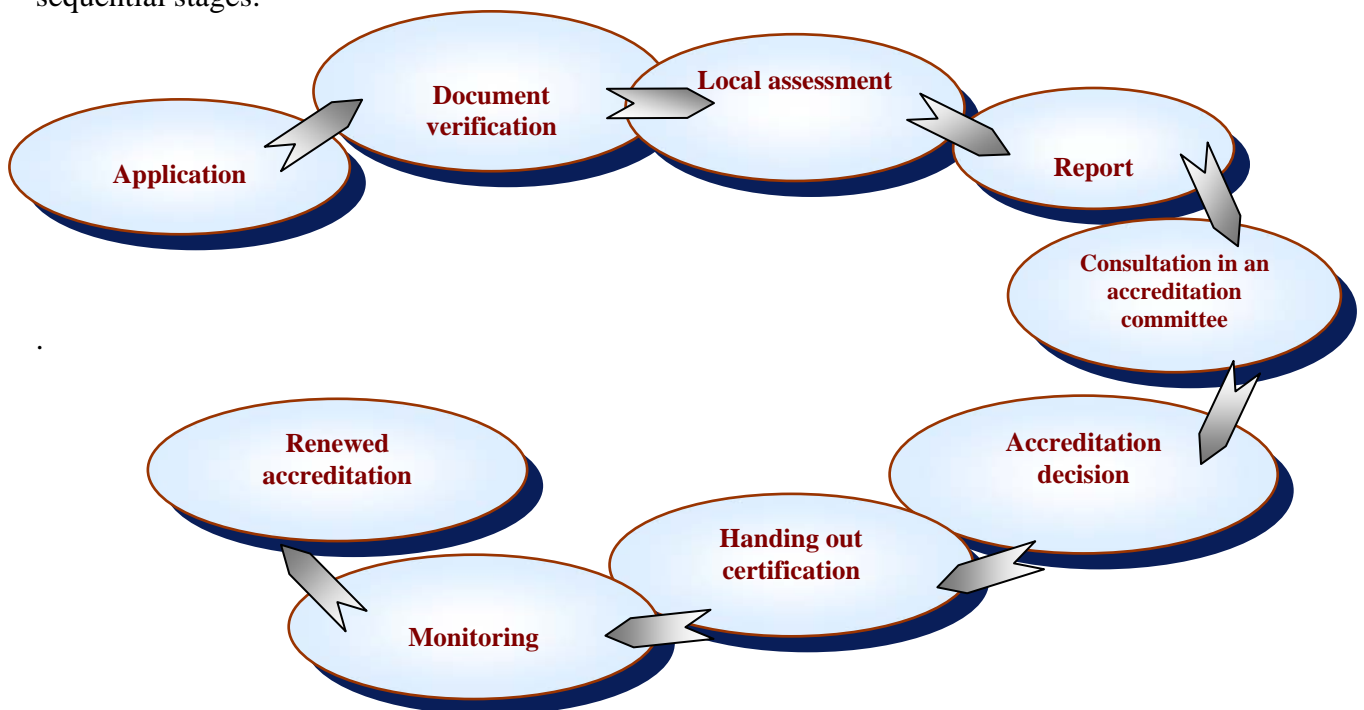 sequential stages:
Application
Document
verification
Local assessment
Report
Consultation in an
accreditation
committee
.
Accreditation
decision
Handing out
certification
Monitoring
Renewed
accreditation